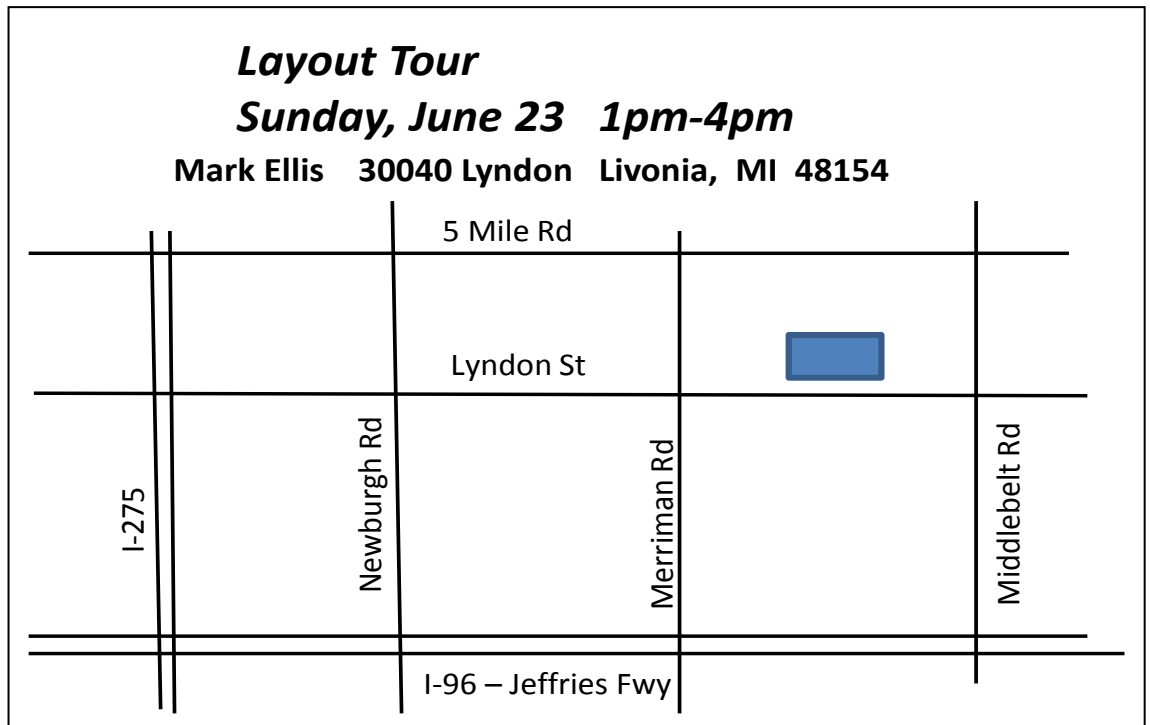 Layout Tour
Sunday, June 23 1pm-4pm
Mark Ellis 30040 Lyndon Livonia, MI 48154
5 Mile Rd
Lyndon St
I-275
Newburgh Rd
Merriman Rd
Middlebelt Rd
I-96 – Jeffries Fwy